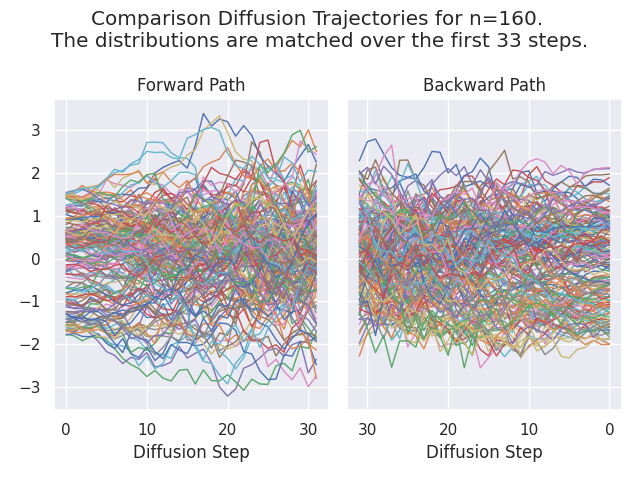 Comparison Diffusion Trajectories for n=160.
The distributions are matched over the first 33 steps.
Forward Path
Backward Path
3
2
1
0
−1
−2
−3
0 10 20 30
30 20 10 0
Diffusion Step
Diffusion Step